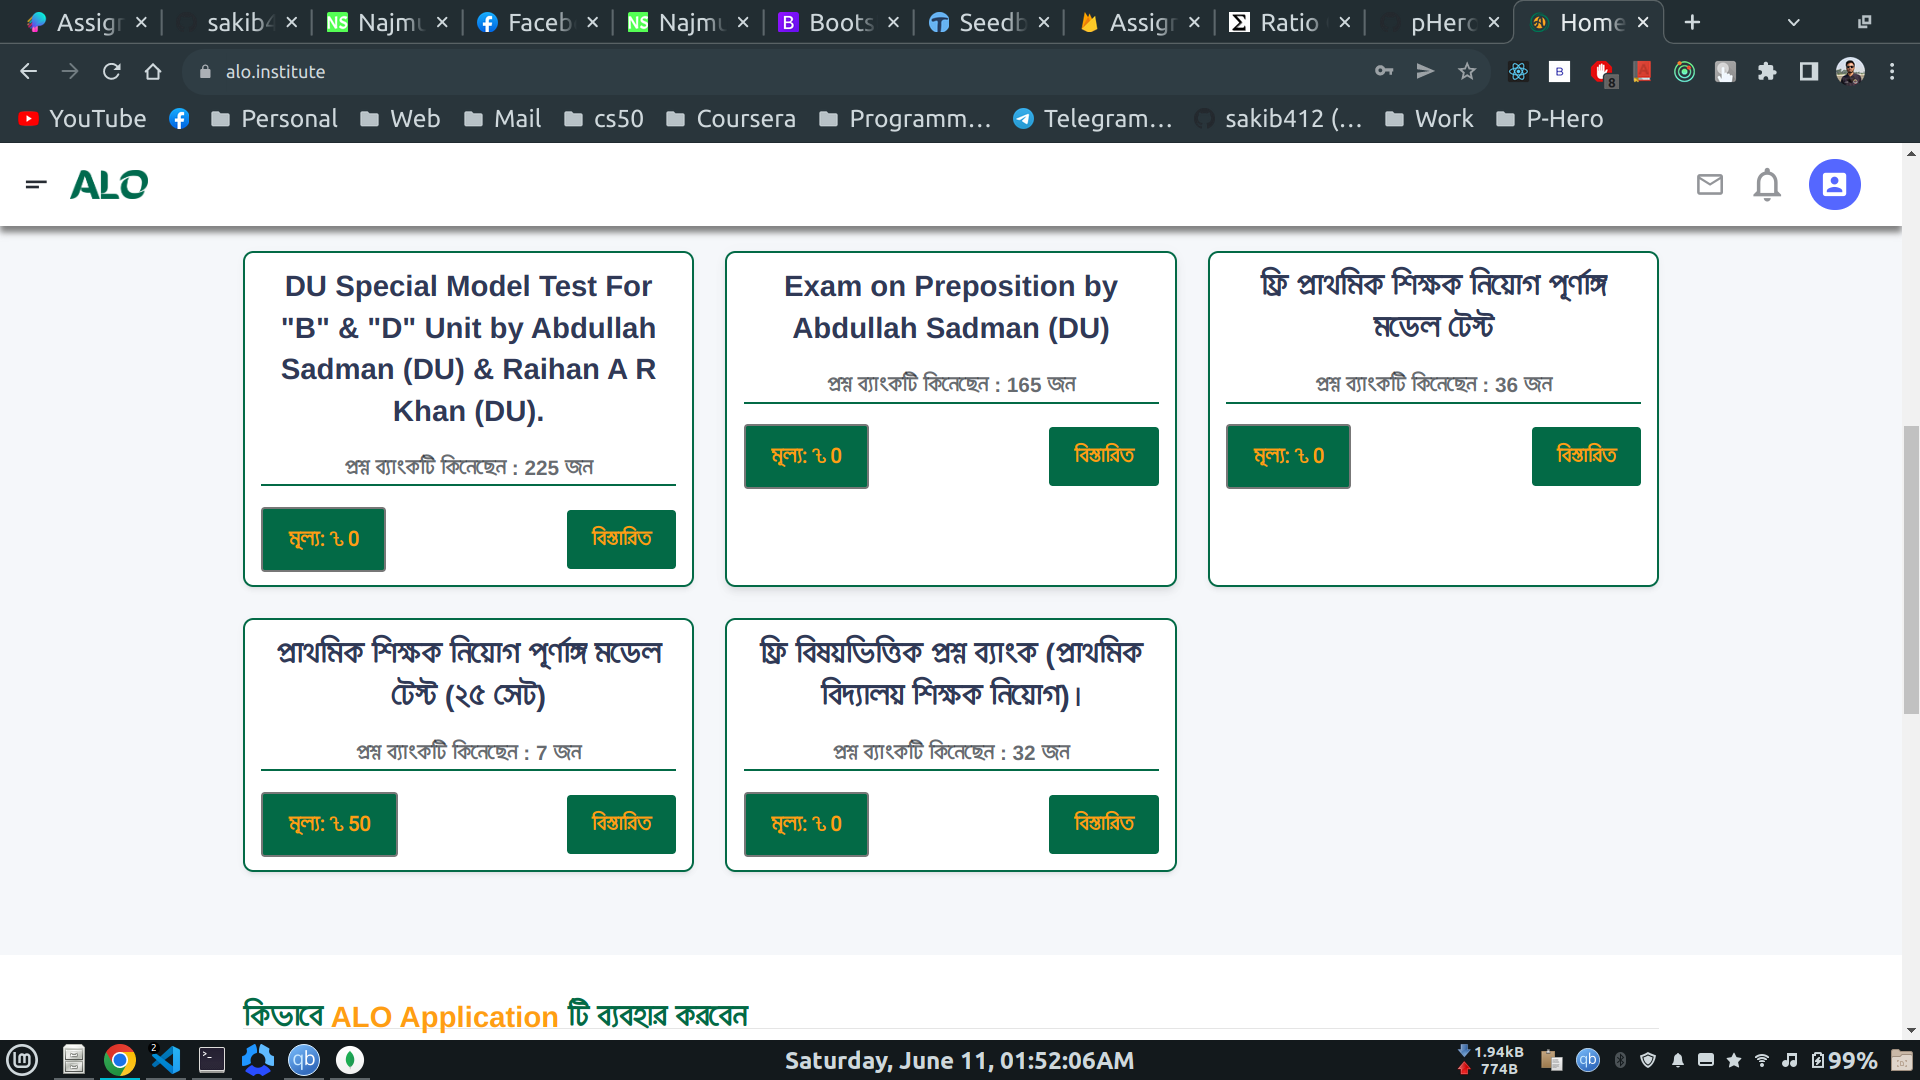 Assign
sakib4
Najmu
Faceb
Najmu
Boots
Seedb
Assign
Ratio
pHero
Home
alo.institute
8
YouTube
Personal
Web
Mail
cs50
Coursera
Programm...
Telegram...
sakib412 (...
Work
P-Hero
ALO
DU Special Model Test For
"B" & "D" Unit by Abdullah
Sadman (DU) & Raihan A R
Khan (DU).
প্রশ্ন ব্যাংকটি কিনেছেন : 225 জন
মূল্য: ৳ 0
বিস্তারিত
Exam on Preposition by
Abdullah Sadman (DU)
প্রশ্ন ব্যাংকটি কিনেছেন : 165 জন
মূল্য: ৳ 0
বিস্তারিত
ফ্রি প্রাথমিক শিক্ষক নিয়োগ পূর্ণাঙ্গ
মডেল টেস্ট
প্রশ্ন ব্যাংকটি কিনেছেন : 36 জন
মূল্য: ৳ 0
বিস্তারিত
প্রাথমিক শিক্ষক নিয়োগ পূর্ণাঙ্গ মডেল
টেস্ট (২৫ সেট)
প্রশ্ন ব্যাংকটি কিনেছেন : 7 জন
মূল্য: ৳ 50
বিস্তারিত
ফ্রি বিষয়ভিত্তিক প্রশ্ন ব্যাংক (প্রাথমিক
বিদ্যালয় শিক্ষক নিয়োগ)।
প্রশ্ন ব্যাংকটি কিনেছেন : 32 জন
মূল্য: ৳ 0
বিস্তারিত
কিভাবে ALO Application টি ব্যবহার করবেন
2
Saturday, June 11, 01:52:06AM
1.94kB
774B
99%